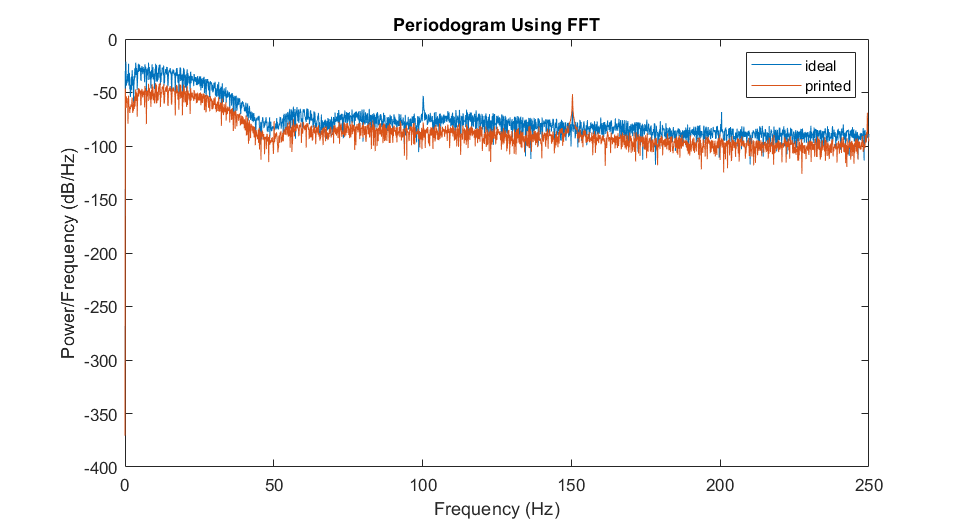 Periodogram Using FFT
ideal
printed
0
-50
-100
-150
-200
-250
-300
-350
-400
Power/Frequency (dB/Hz)
0 50 100 150 200 250
Frequency (Hz)